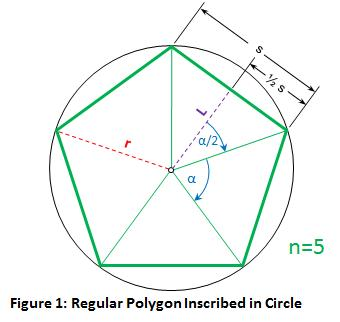 s
½ s
L
r
α/2
α
n=5
Figure 1: Regular Polygon Inscribed in Circle